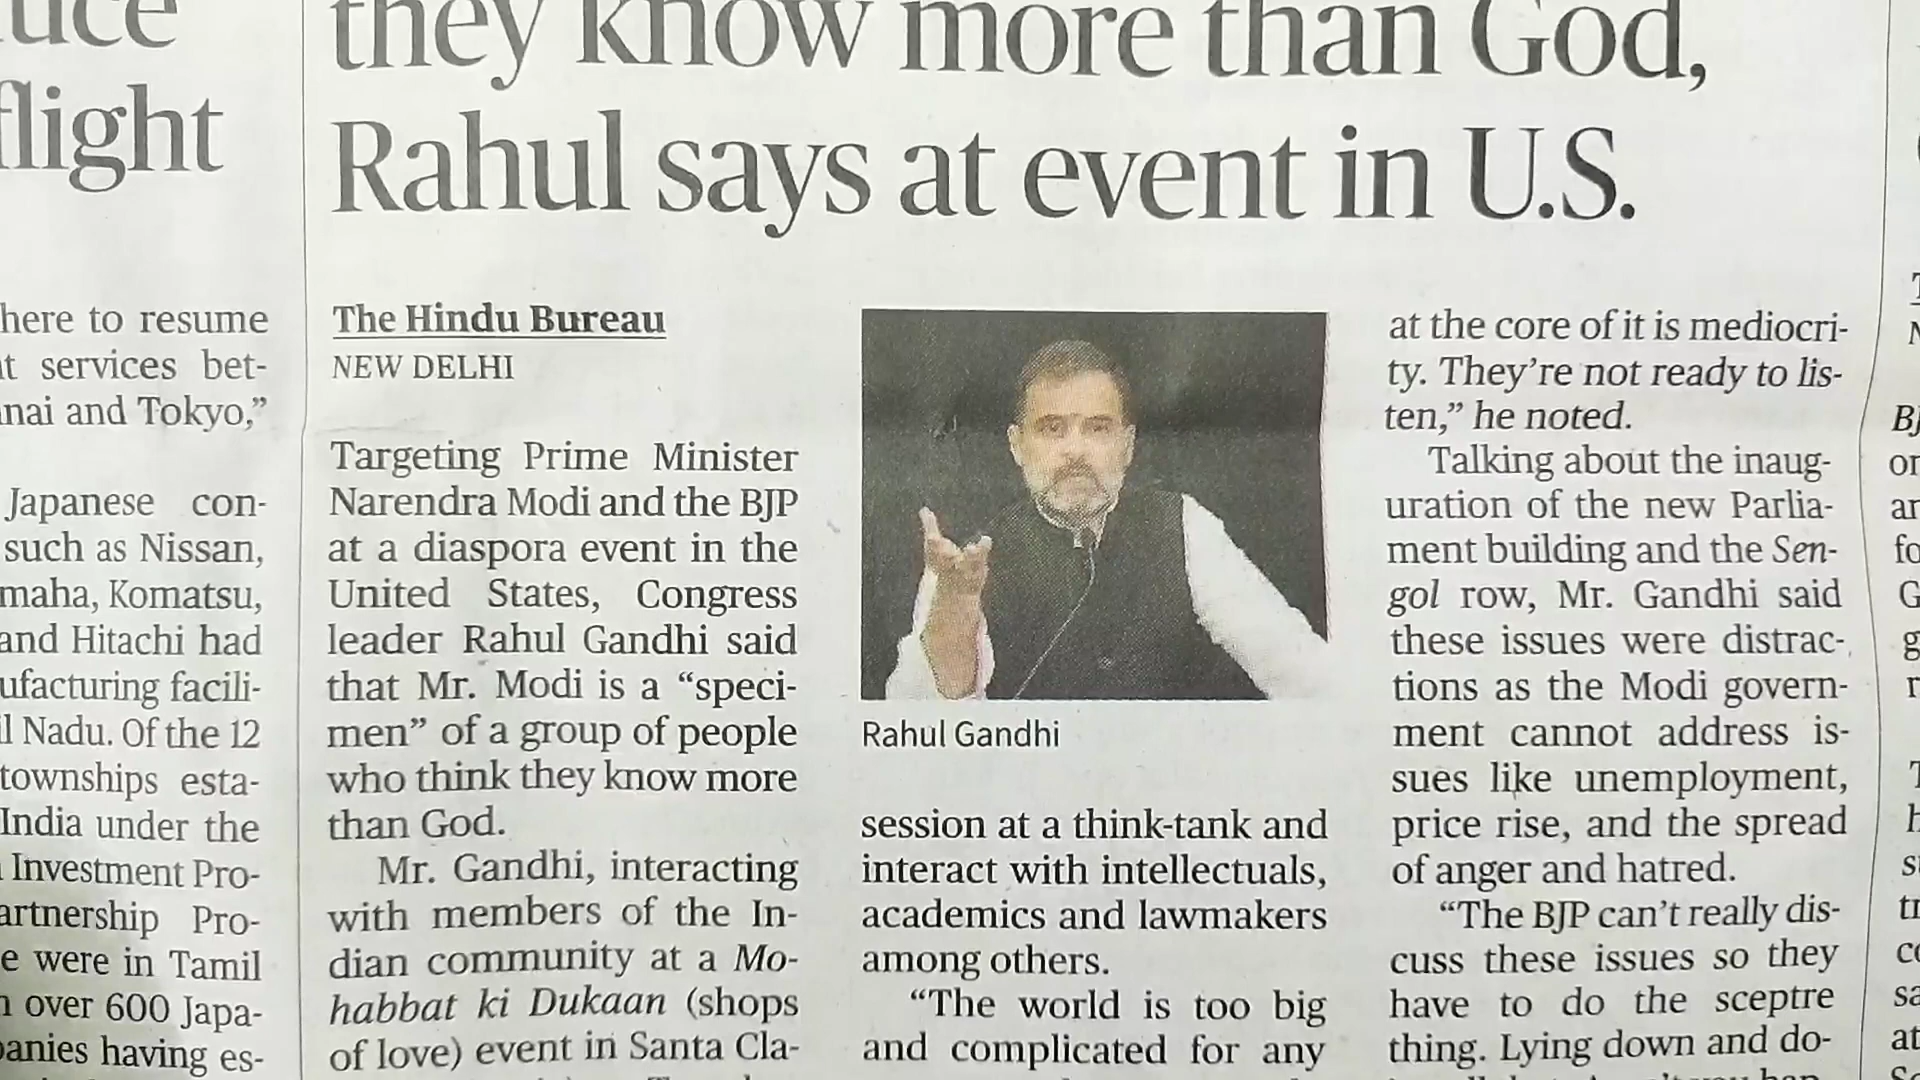 uce
flight
here to resume
t services bet-
nai and Tokyo,”
Japanese con-
such as Nissan,
maha, Komatsu,
and Hitachi had
ufacturing facili-
l Nadu. Of the 12
townships esta-
India under the
Investment Pro-
artnership Pro-
e were in Tamil
n over 600 Japa-
panies having es-
they know more than God,
Rahul says at event in U.S.
The Hindu Bureau
NEW DELHI
Targeting Prime Minister
Narendra Modi and the BJP
at a diaspora event in the
United States, Congress
leader Rahul Gandhi said
that Mr. Modi is a “speci-
men” of a group of people
who think they know more
than God.
Mr. Gandhi, interacting
with members of the In-
dian community at a Mo-
habbat ki Dukaan (shops
of love) event in Santa Cla-
Rahul Gandhi
session at a think-tank and
interact with intellectuals,
academics and lawmakers
among others.
“The world is too big
and complicated for any
at the core of it is mediocri-
ty. They’re not ready to lis-
ten,” he noted.
Talking about the inaug-
uration of the new Parlia-
ment building and the Sen-
gol row, Mr. Gandhi said
these issues were distrac-
tions as the Modi govern-
ment cannot address is-
sues like unemployment,
price rise, and the spread
of anger and hatred.
“The BJP can’t really dis-
cuss these issues so they
have to do the sceptre
thing. Lying down and do-